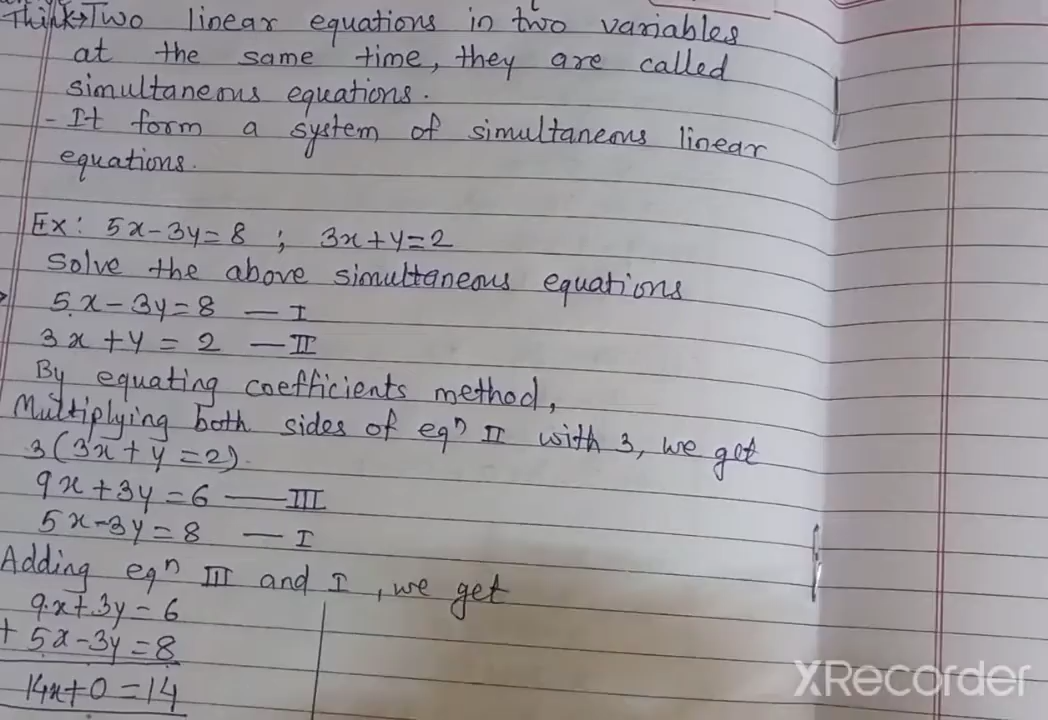 Think→Two linear equations in two variables
at the same time, they are called
simultaneous equations.
- It form a system of simultaneous linear
equations.
Ex: 5x-3y=8 ; 3x+y=2
Solve the above simultaneous equations
5x-3y=8 — I
3x+y=2 — II
By equating coefficients method,
Multiplying both sides of eqⁿ II with 3, we get
3(3x+y=2).
9x+3y=6 — III
5x-3y=8 — I
Adding eqⁿ III and I, we get
9x+3y=6
+ 5x-3y=8
14x+0=14
XRecorder